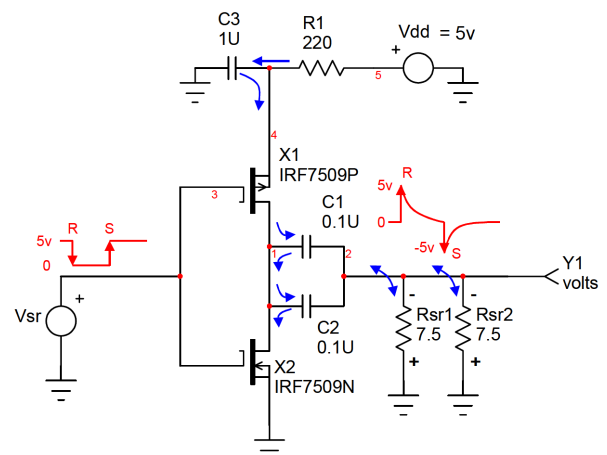 C3
1U
R1
220
Vdd = 5v
+
5
4
X1
IRF7509P
3
C1
0.1U
5v
R
0
-5v
S
5v
R
S
0
1
2
Y1
volts
Vsr
+
C2
0.1U
-
Rsr1
7.5
+
-
Rsr2
7.5
+
X2
IRF7509N